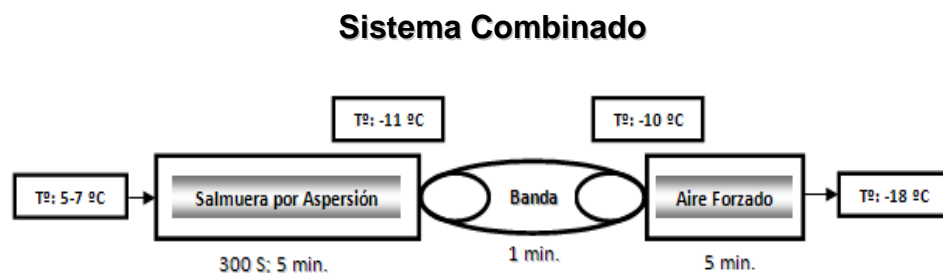 Sistema Combinado
Tº: -11 ºC
Tº: -10 ºC
Tº: 5-7 ºC
Salmuera por Aspersión
Banda
Aire Forzado
Tº: -18 ºC
300 S; 5 min.
1 min.
5 min.